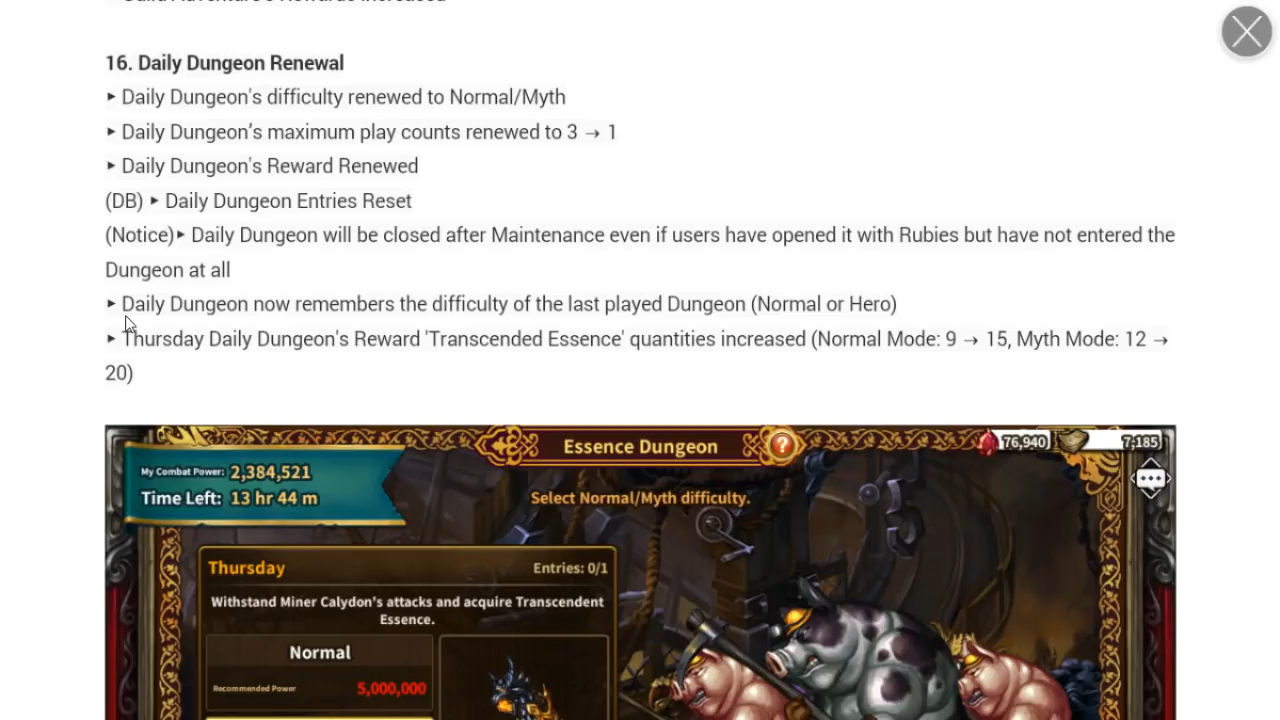 16. Daily Dungeon Renewal
▸ Daily Dungeon's difficulty renewed to Normal/Myth
▸ Daily Dungeon's maximum play counts renewed to 3 → 1
▸ Daily Dungeon's Reward Renewed
(DB) ▸ Daily Dungeon Entries Reset
(Notice)▸ Daily Dungeon will be closed after Maintenance even if users have opened it with Rubies but have not entered the
Dungeon at all
▸ Daily Dungeon now remembers the difficulty of the last played Dungeon (Normal or Hero)
▸ Thursday Daily Dungeon's Reward 'Transcended Essence' quantities increased (Normal Mode: 9 → 15, Myth Mode: 12 →
20)
Essence Dungeon ?
76,940
7,185
My Combat Power: 2,384,521
Time Left: 13 hr 44 m
Select Normal/Myth difficulty.
Thursday
Entries: 0/1
Withstand Miner Calydon's attacks and acquire Transcendent
Essence.
Normal
Recommended Power 5,000,000